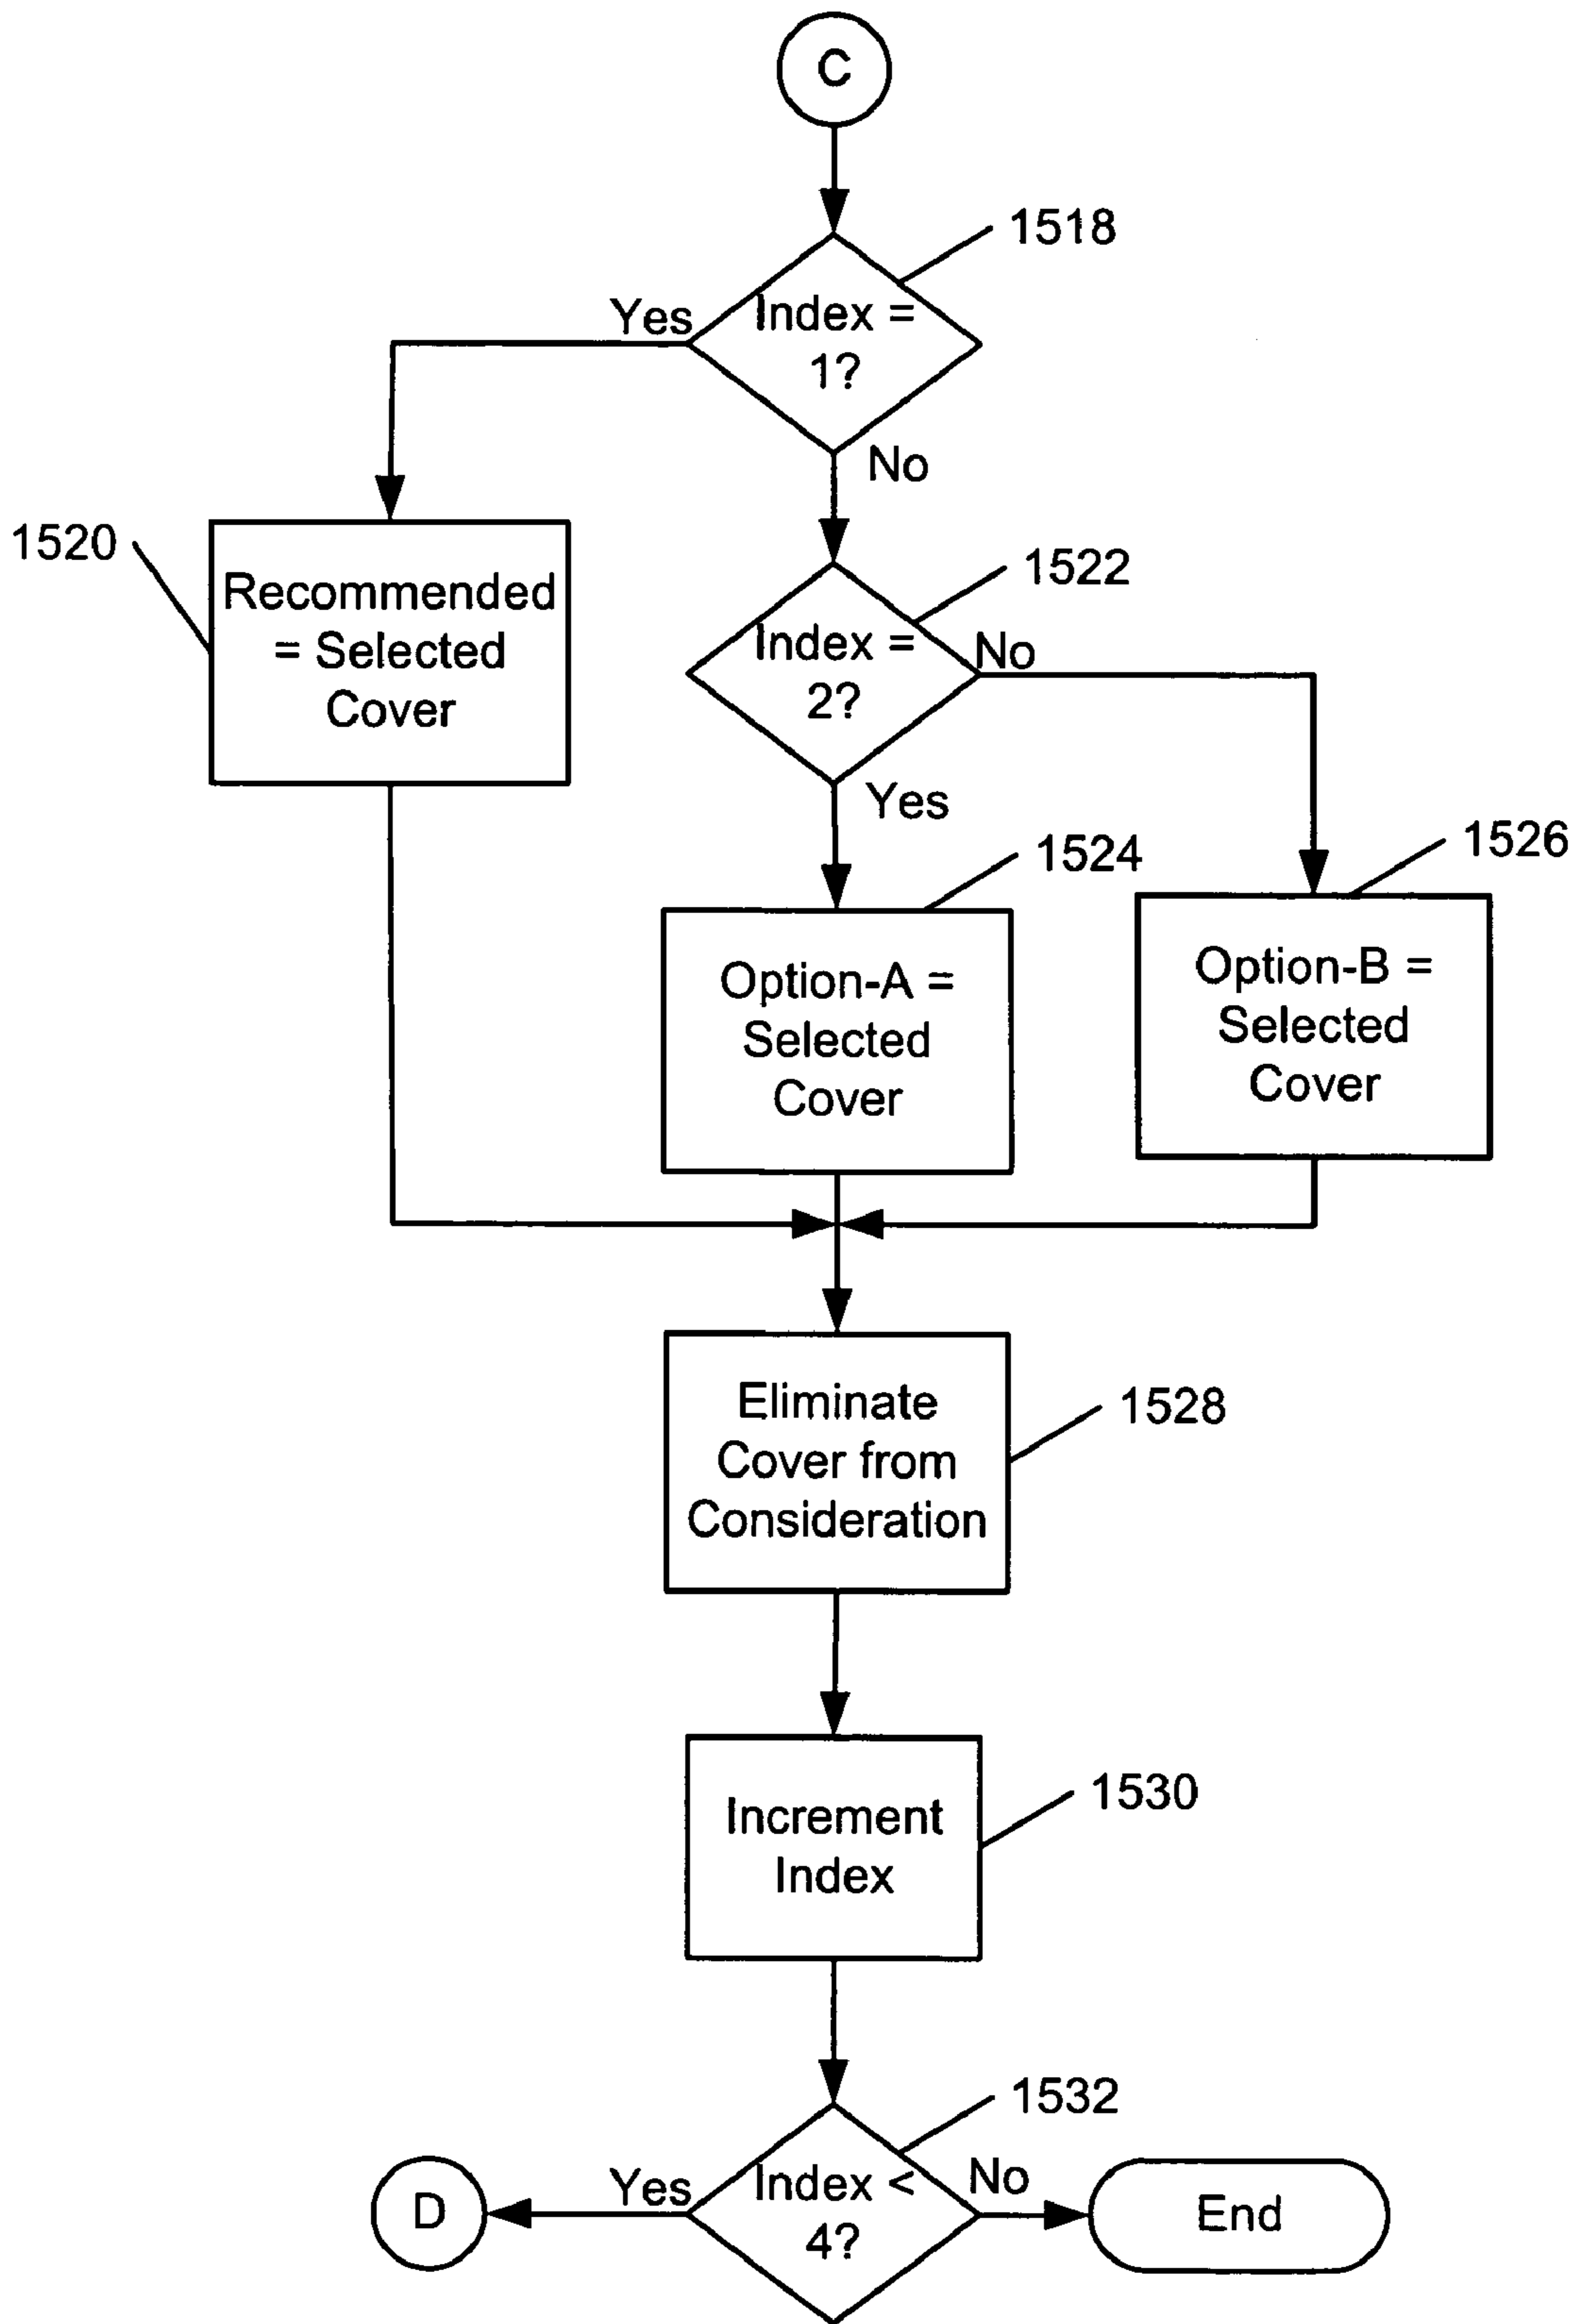 C
1518
Yes
Index =
1?
No
1520
Recommended
= Selected
Cover
1522
Index =
2?
No
Yes
1524
1526
Option-A =
Selected
Cover
Option-B =
Selected
Cover
Eliminate
Cover from
Consideration
1528
Increment
Index
1530
1532
D
Yes
Index <
4?
No
End